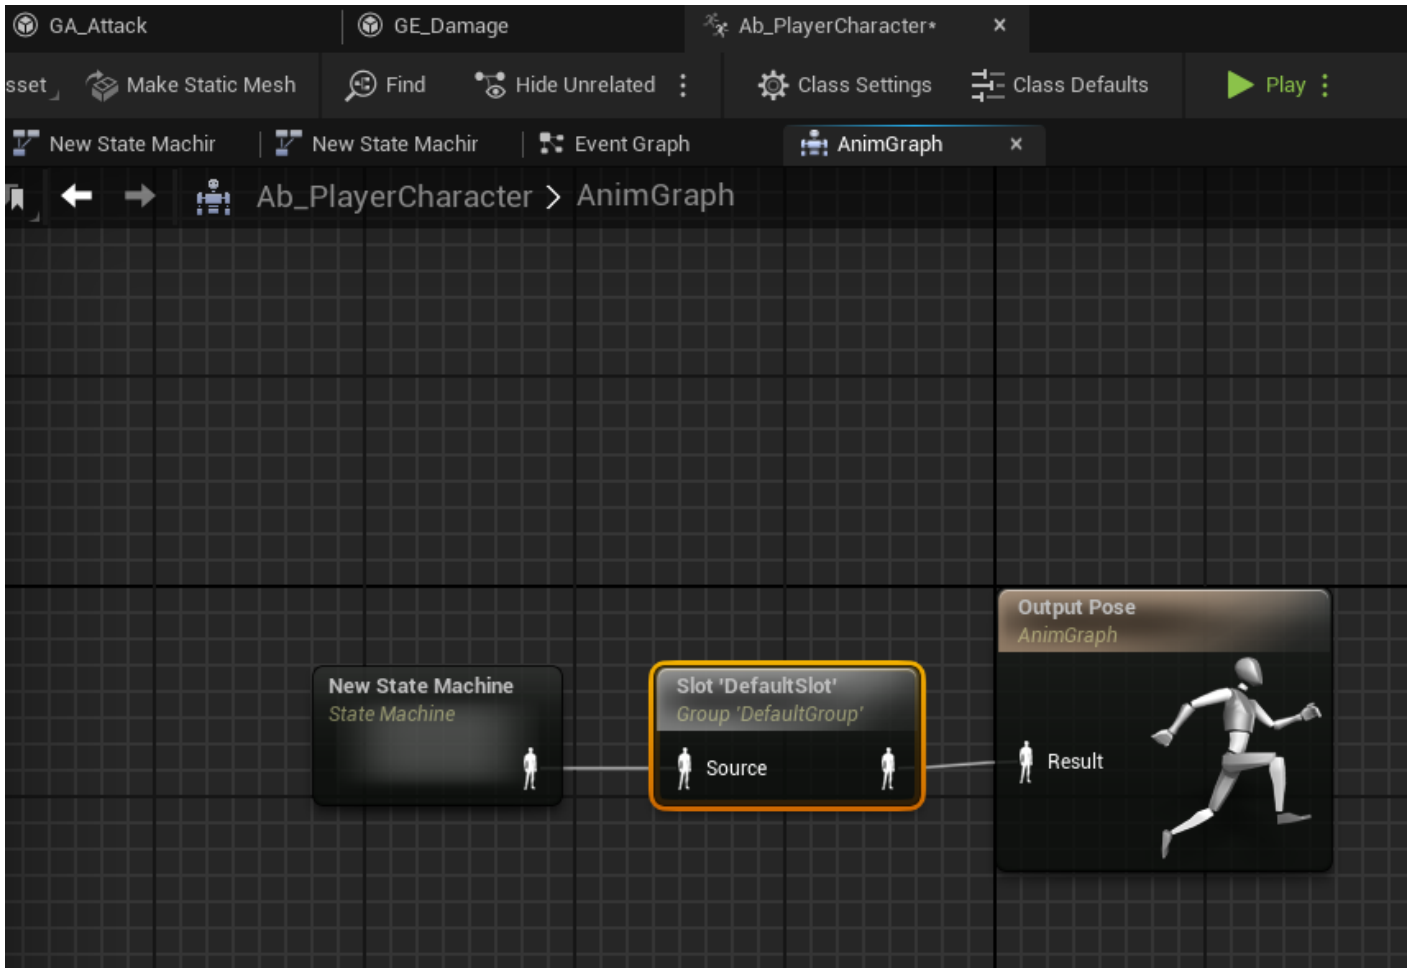 GA_Attack
GE_Damage
Ab_PlayerCharacter*
sset
Make Static Mesh
Find
Hide Unrelated
Class Settings
Class Defaults
Play
New State Machir
New State Machir
Event Graph
AnimGraph
Ab_PlayerCharacter > AnimGraph
Output Pose
AnimGraph
New State Machine
State Machine
Slot 'DefaultSlot'
Group 'DefaultGroup'
Source
Result